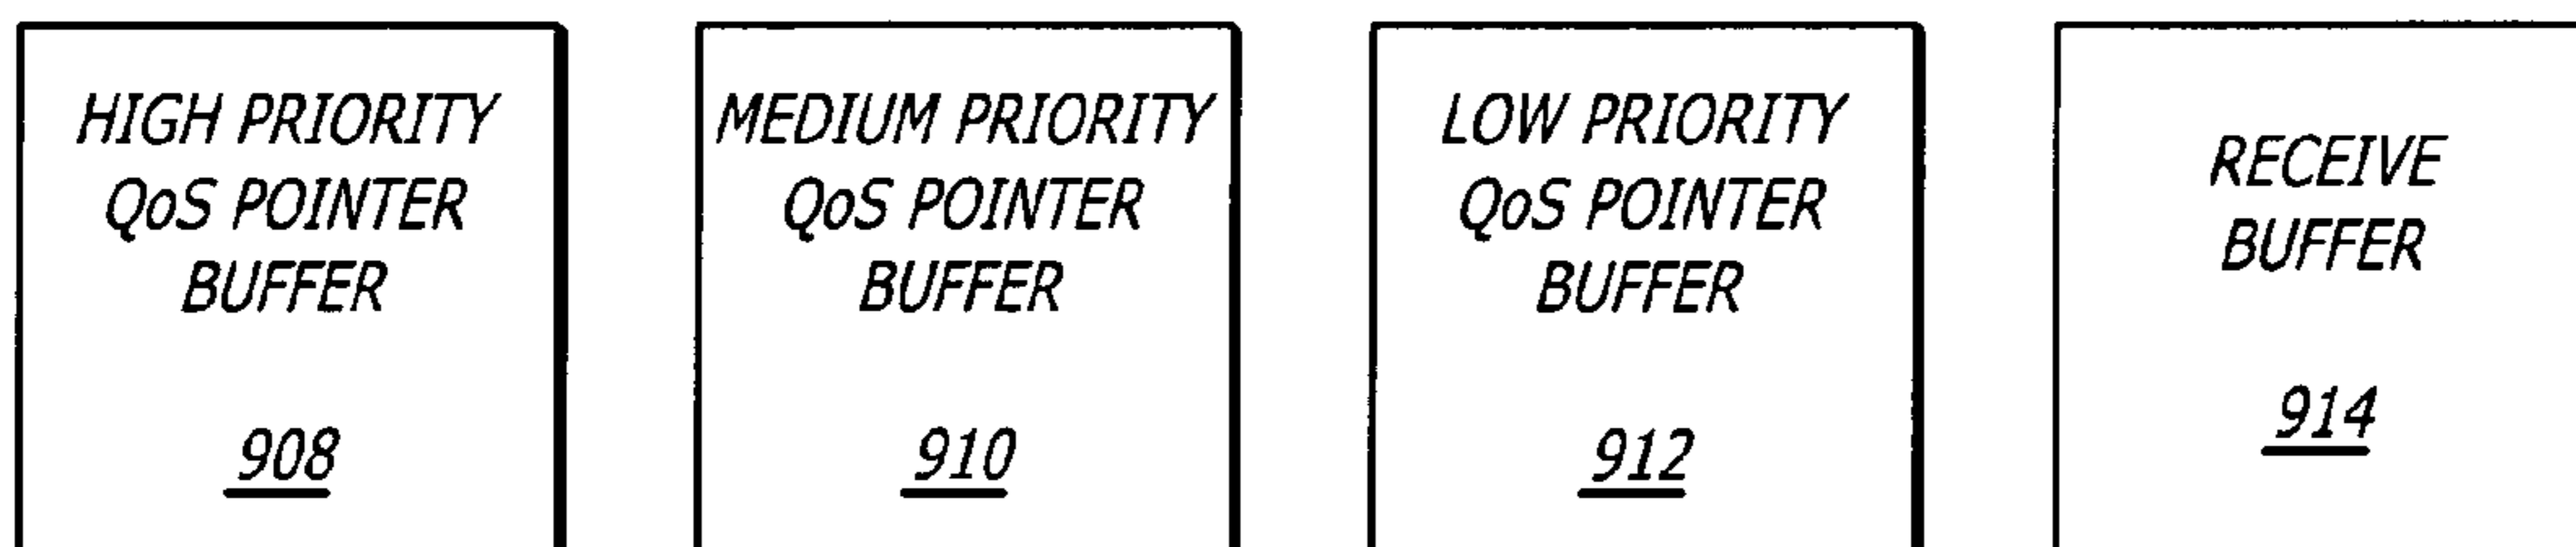 HIGH PRIORITY
QoS POINTER
BUFFER
908
MEDIUM PRIORITY
QoS POINTER
BUFFER
910
LOW PRIORITY
QoS POINTER
BUFFER
912
RECEIVE
BUFFER
914